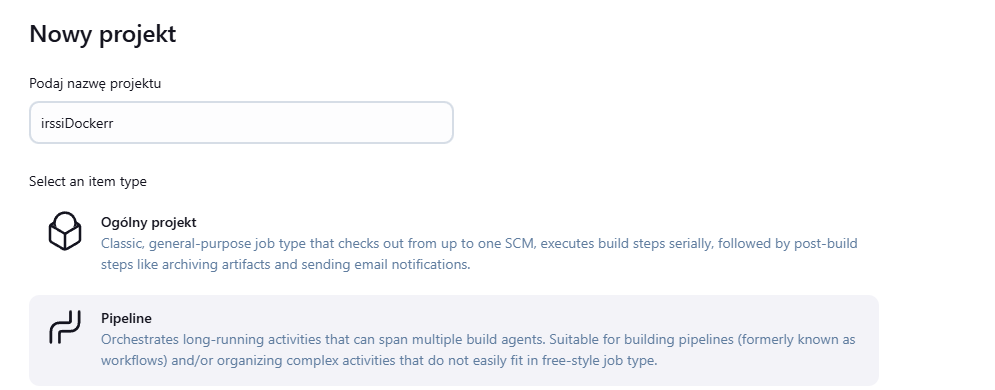 Nowy projekt
Podaj nazwę projektu
irssiDockerr
Select an item type
Ogólny projekt
Classic, general-purpose job type that checks out from up to one SCM, executes build steps serially, followed by post-build
steps like archiving artifacts and sending email notifications.
Pipeline
Orchestrates long-running activities that can span multiple build agents. Suitable for building pipelines (formerly known as
workflows) and/or organizing complex activities that do not easily fit in free-style job type.